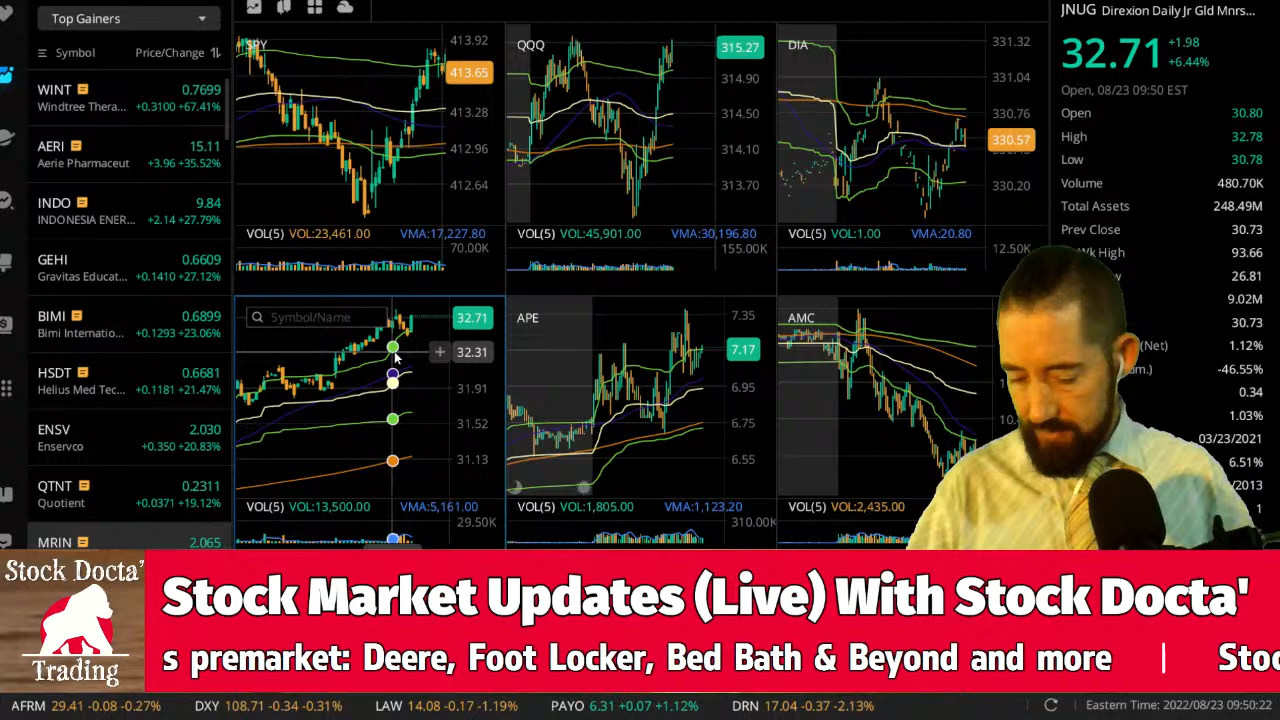 Top Gainers
Symbol Price/Change
WINT 0.7699
Windtree Thera... +0.3100 +67.41%
AERI 15.11
Aerie Pharmaceut +3.96 +35.52%
INDO 9.84
INDONESIA ENER... +2.14 +27.79%
GEHI 0.6609
Gravitas Educat... +0.1410 +27.12%
BIMI 0.6899
Bimi Internatio... +0.1293 +23.06%
HSDT 0.6681
Helius Med Tec... +0.1181 +21.47%
ENSV 2.030
Enservco +0.350 +20.83%
QTNT 0.2311
Quotient +0.0371 +19.12%
MRIN 2.065
SPY
413.92
413.65
413.28
412.96
412.64
VOL(5) VOL:23,461.00 VMA:17,227.80
70.00K
QQQ
315.27
314.90
314.50
314.10
313.70
VOL(5) VOL:45,901.00 VMA:30,196.80
155.00K
DIA
331.32
331.04
330.76
330.57
330.20
VOL(5) VOL:1.00 VMA:20.80
12.50K
Symbol/Name
32.71
32.31
31.91
31.52
31.13
VOL(5) VOL:13,500.00 VMA:5,161.00
29.50K
APE
7.35
7.17
6.95
6.75
6.55
VOL(5) VOL:1,805.00 VMA:1,123.20
310.00K
AMC
VOL(5) VOL:2,435.00
JNUG Direxion Daily Jr Gld Mnrs...
32.71 +1.98
+6.44%
Open, 08/23 09:50 EST
Open 30.80
High 32.78
Low 30.78
Volume 480.70K
Total Assets 248.49M
Prev Close 30.73
Wk High 93.66
26.81
9.02M
30.73
(Net) 1.12%
-46.55%
0.34
1.03%
03/23/2021
6.51%
/2013
1
Stock Docta'
Trading
Stock Market Updates (Live) With Stock Docta'
s premarket: Deere, Foot Locker, Bed Bath & Beyond and more | Stoc
AFRM 29.41 -0.08 -0.27% DXY 108.71 -0.34 -0.31% LAW 14.08 -0.17 -1.19% PAYO 6.31 +0.07 +1.12% DRN 17.04 -0.37 -2.13% Eastern Time: 2022/08/23 09:50:22